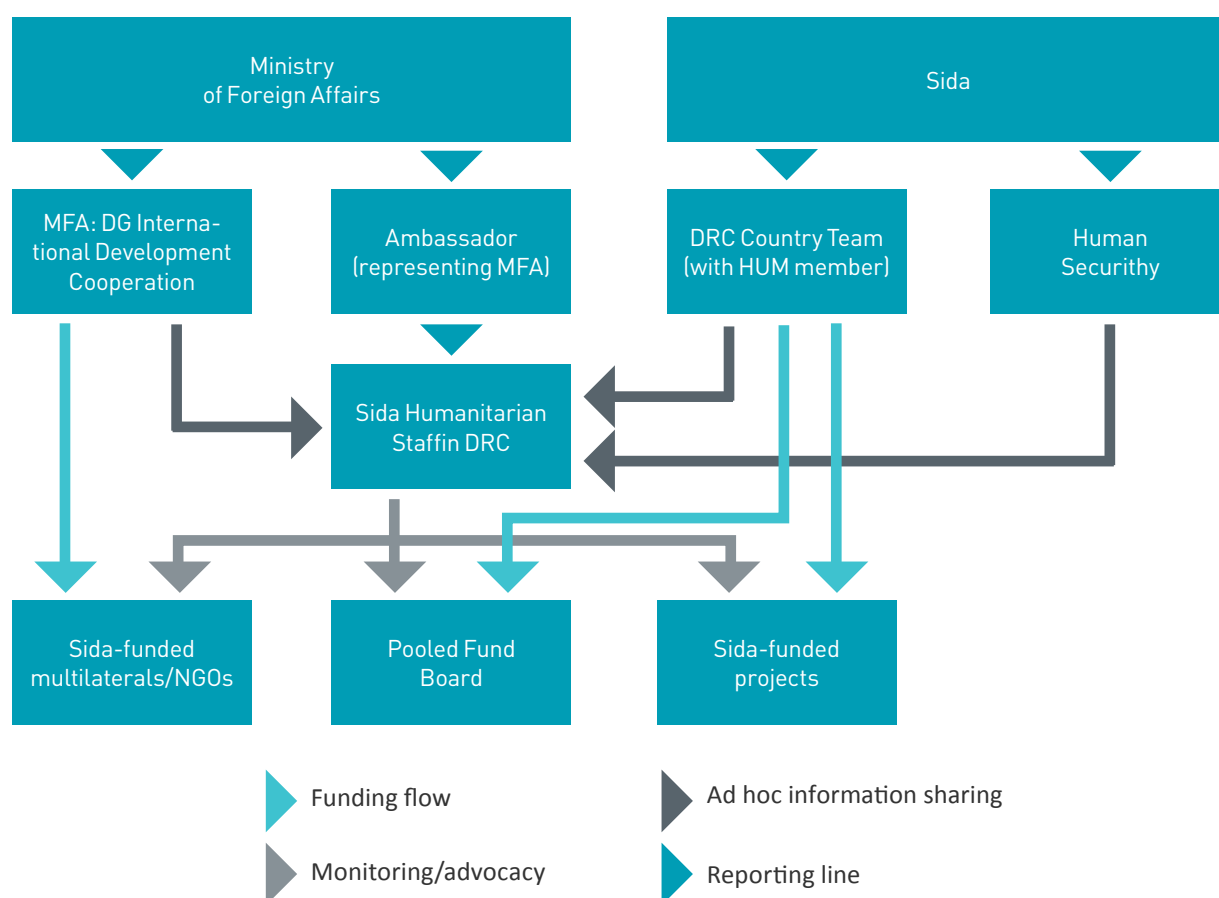 Ministry
of Foreign Affairs
Sida
MFA: DG Interna-
tional Development
Cooperation
Ambassador
(representing MFA)
DRC Country Team
(with HUM member)
Human
Securithy
Sida Humanitarian
Staffin DRC
Sida-funded
multilaterals/NGOs
Pooled Fund
Board
Sida-funded
projects
Funding flow
Ad hoc information sharing
Monitoring/advocacy
Reporting line